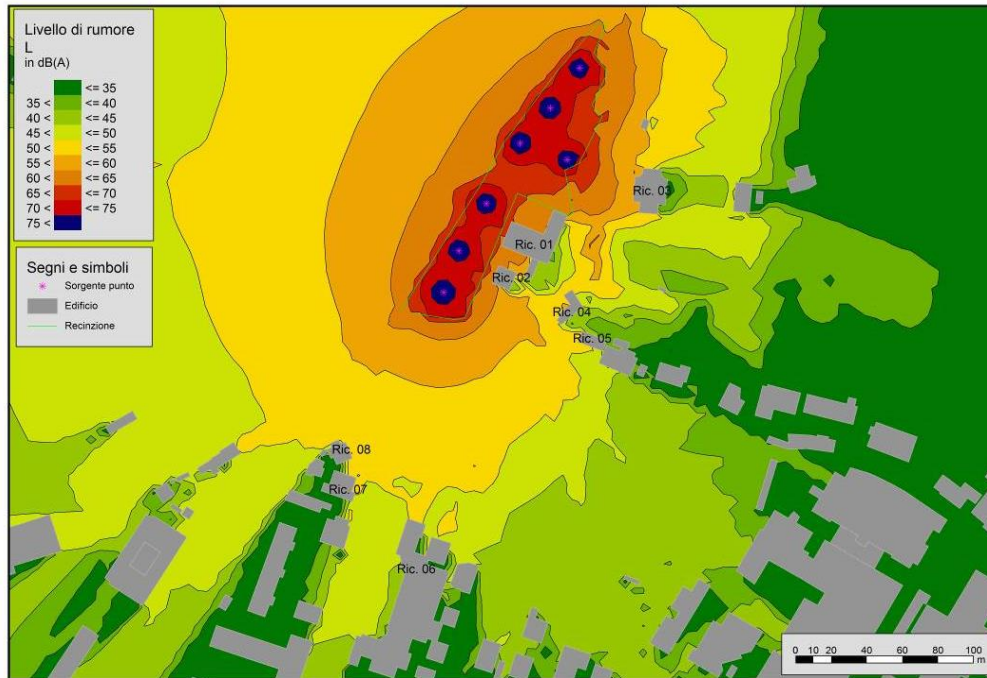 Livello di rumore
L
in dB(A)
<= 35
35 < <= 40
40 < <= 45
45 < <= 50
50 < <= 55
55 < <= 60
60 < <= 65
65 < <= 70
70 < <= 75
75 <
Segni e simboli
Sorgente punto
Edificio
Recinzione
Ric. 03
Ric. 01
Ric. 02
Ric. 04
Ric. 05
Ric. 08
Ric. 07
Ric. 06
0 10 20 40 60 80 100
m